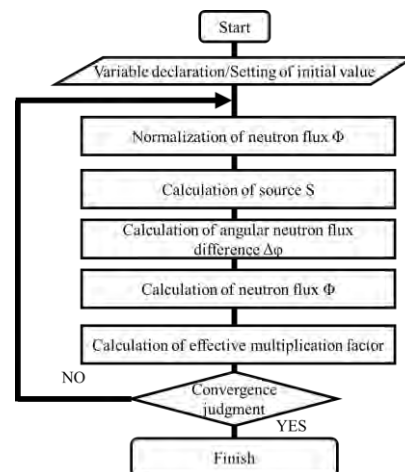 Start
Variable declaration/Setting of initial value
Normalization of neutron flux Φ
Calculation of source S
Calculation of angular neutron flux
difference Δφ
Calculation of neutron flux Φ
Calculation of effective multiplication factor
NO
Convergence
judgment
YES
Finish